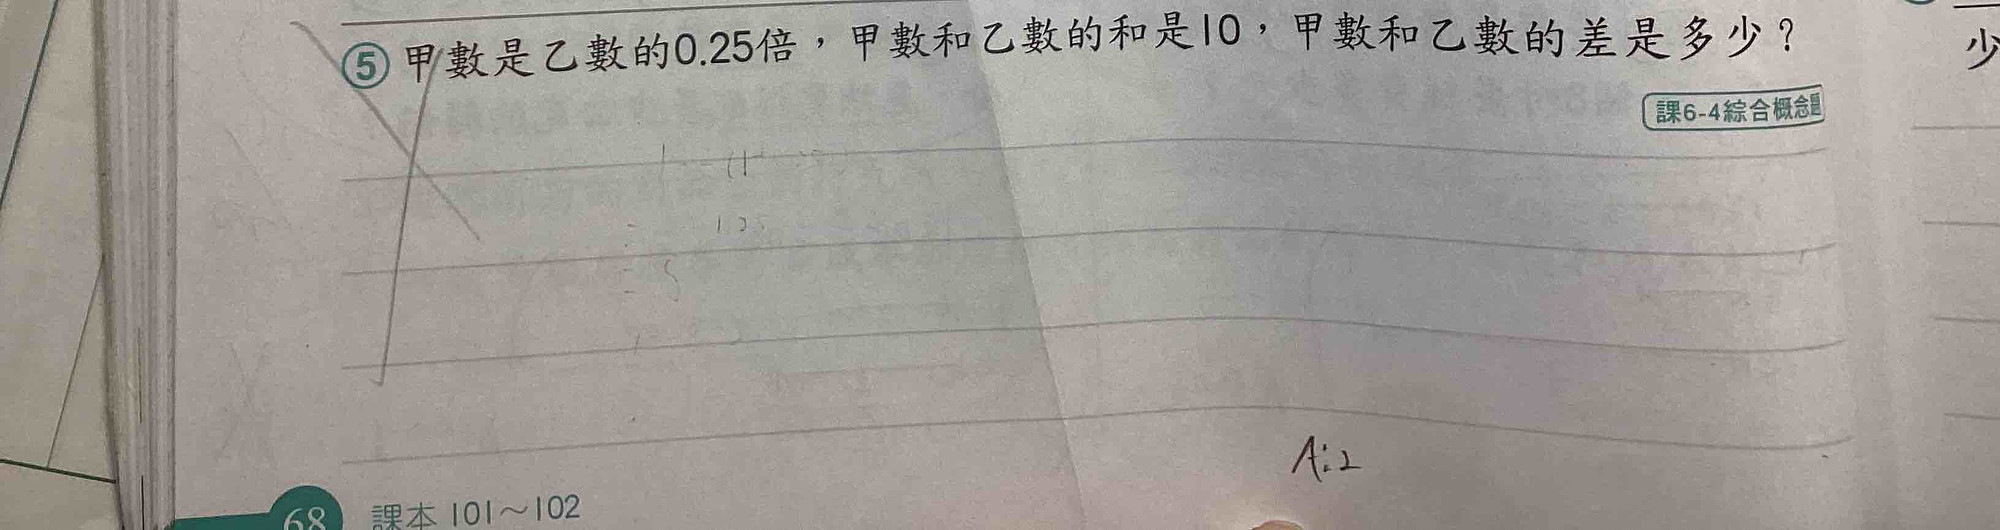 ⑤ 甲數是乙數的0.25倍，甲數和乙數的和是10，甲數和乙數的差是多少？
少
課6-4綜合概念題
A:2
68 課本 101～102